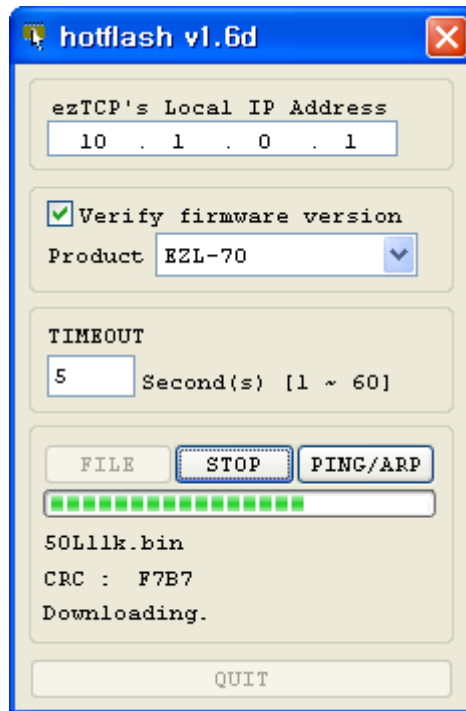 hotflash v1.6d
ezTCP's Local IP Address
10 . 1 . 0 . 1
Verify firmware version
Product EZL-70
TIMEOUT
5 Second(s) [1 ~ 60]
FILE STOP PING/ARP
50L11k.bin
CRC : F7B7
Downloading.
QUIT